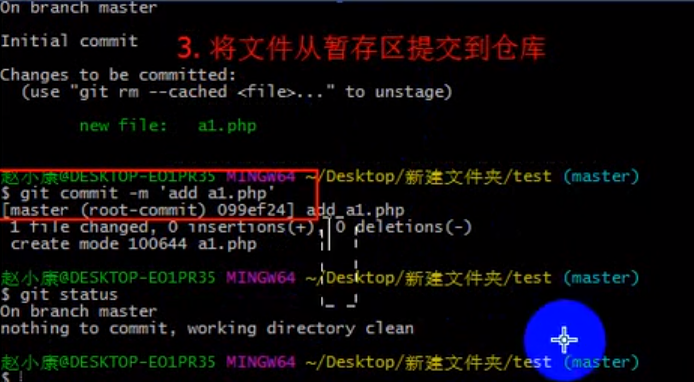 On branch master
Initial commit
3. 将文件从暂存区提交到仓库
Changes to be committed:
(use "git rm --cached <file>..." to unstage)
new file: a1.php
赵小康@DESKTOP-EO1PR35 MINGW64 ~/Desktop/新建文件夹/test (master)
$ git commit -m 'add a1.php'
[master (root-commit) 099ef24] add a1.php
1 file changed, 0 insertions(+), 0 deletions(-)
create mode 100644 a1.php
赵小康@DESKTOP-EO1PR35 MINGW64 ~/Desktop/新建文件夹/test (master)
$ git status
On branch master
nothing to commit, working directory clean
赵小康@DESKTOP-EO1PR35 MINGW64 ~/Desktop/新建文件夹/test (master)
$